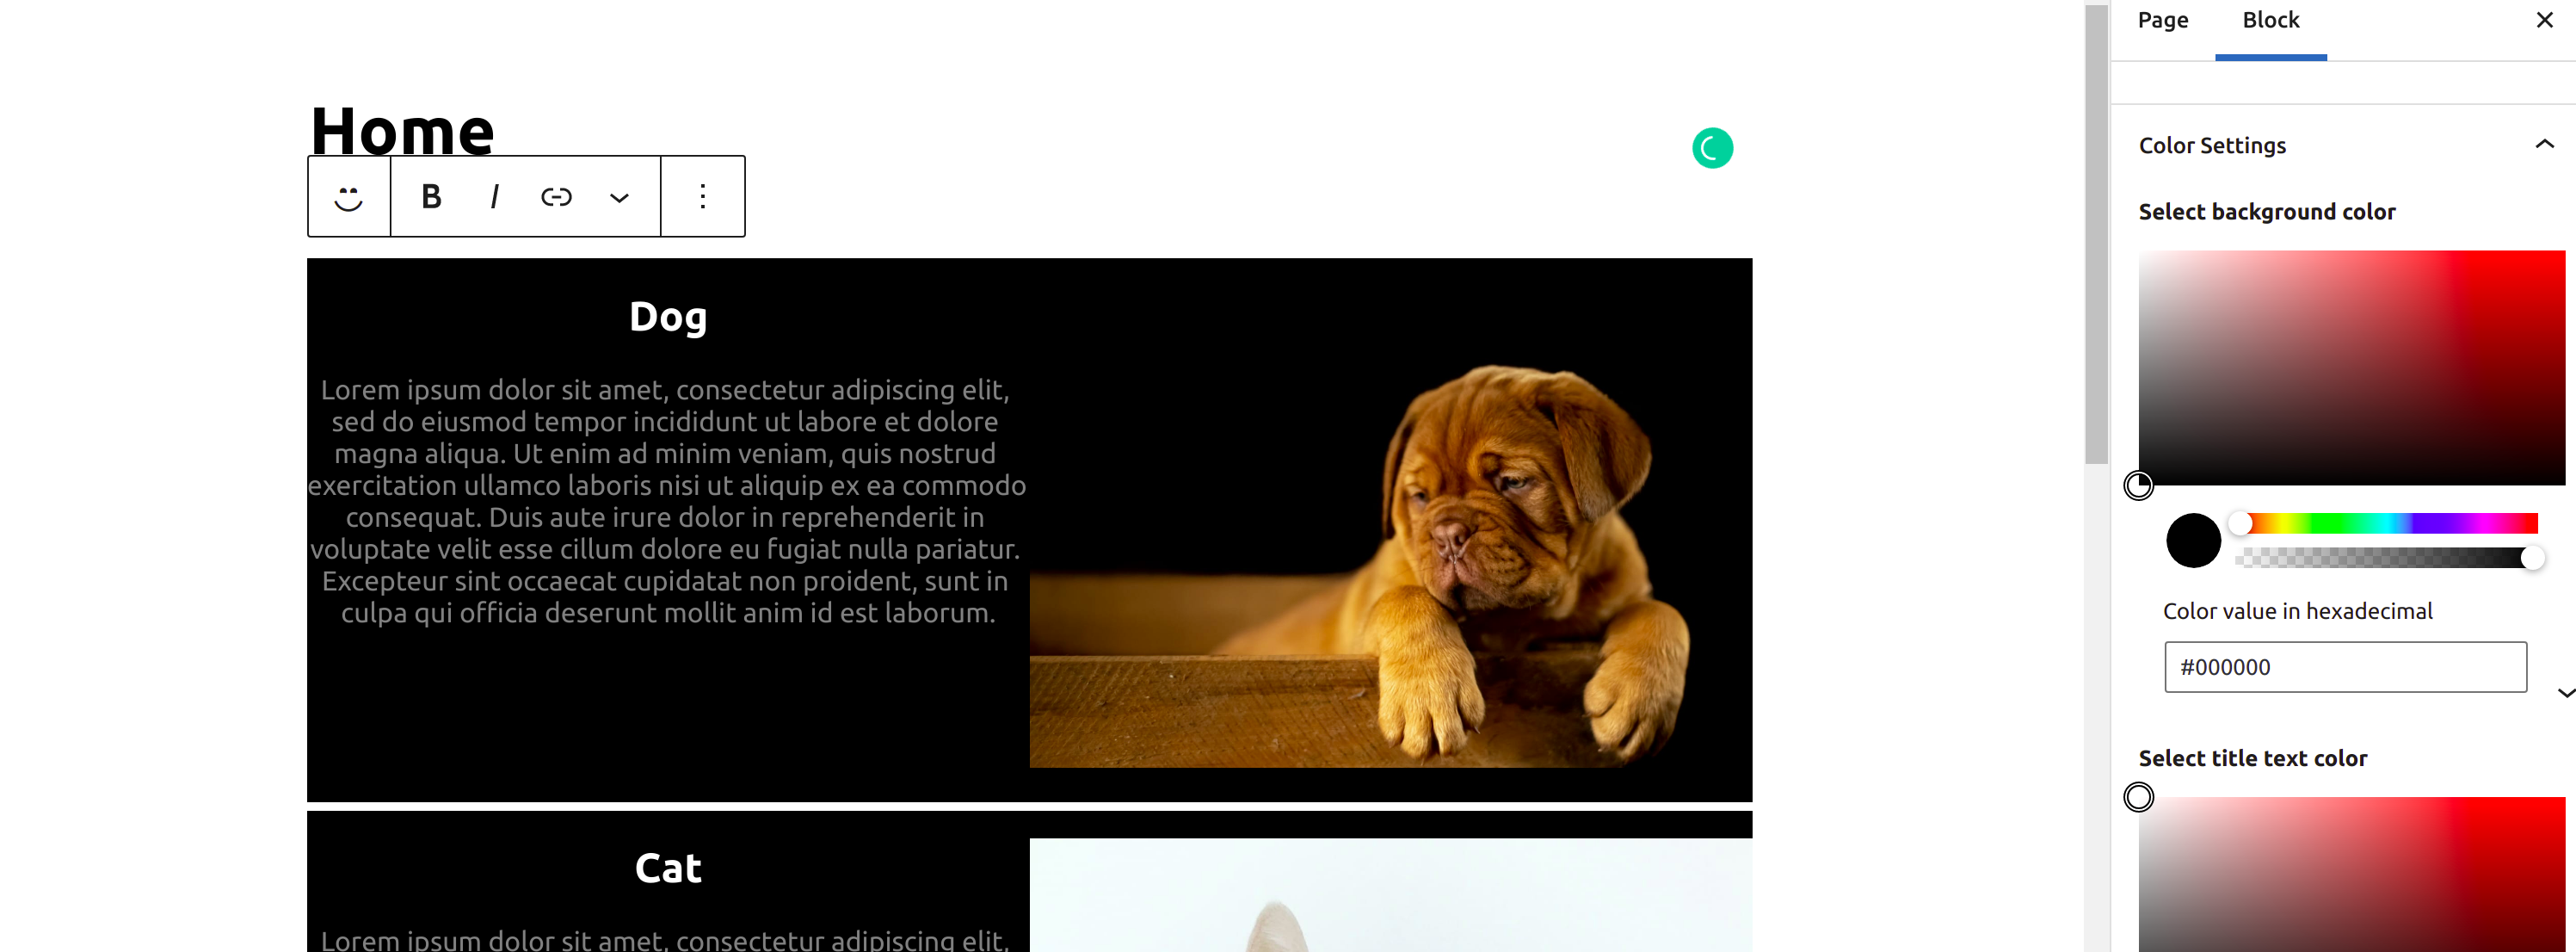 Page Block
Home
B I
Color Settings
Select background color
Dog
Lorem ipsum dolor sit amet, consectetur adipiscing elit,
sed do eiusmod tempor incididunt ut labore et dolore
magna aliqua. Ut enim ad minim veniam, quis nostrud
exercitation ullamco laboris nisi ut aliquip ex ea commodo
consequat. Duis aute irure dolor in reprehenderit in
voluptate velit esse cillum dolore eu fugiat nulla pariatur.
Excepteur sint occaecat cupidatat non proident, sunt in
culpa qui officia deserunt mollit anim id est laborum.
Color value in hexadecimal
#000000
Select title text color
Cat
Lorem ipsum dolor sit amet, consectetur adipiscing elit,